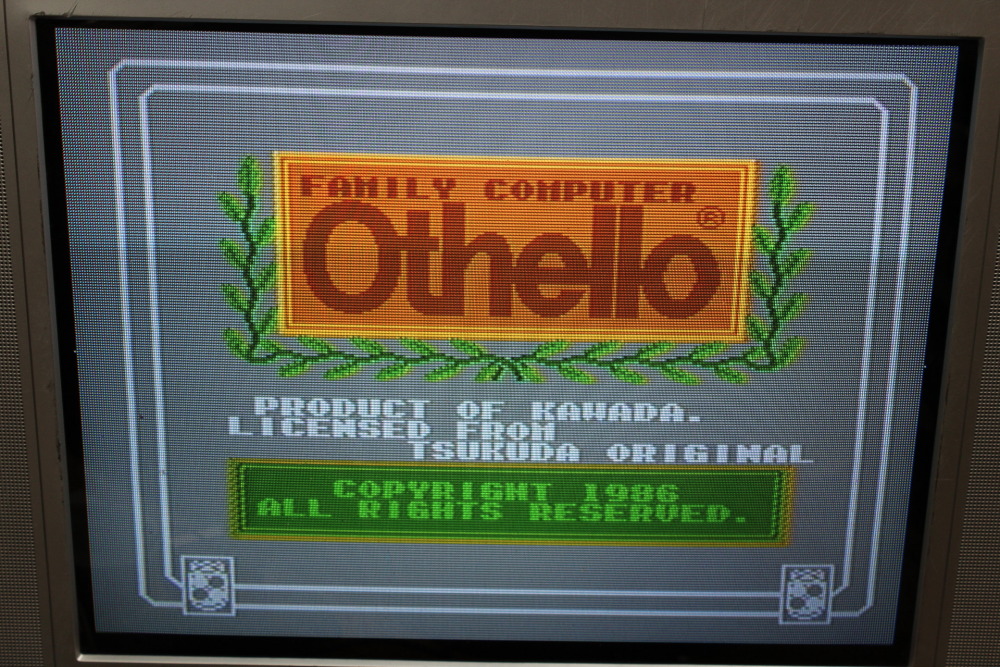 FAMILY COMPUTER
Othello®
PRODUCT OF KAWADA.
LICENSED FROM
TSUKUDA ORIGINAL
COPYRIGHT 1986
ALL RIGHTS RESERVED.